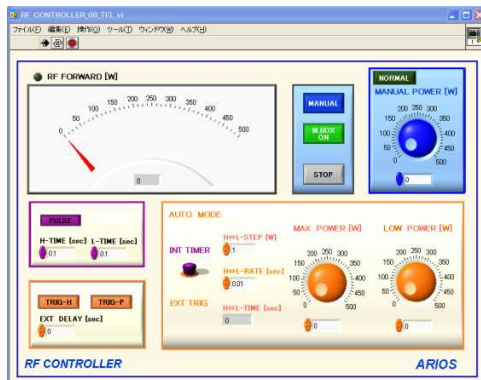 RF CONTROLLER_00_TEL.vi
ファイル(F) 編集(E) 操作(O) ツール(T) ウィンドウ(W) ヘルプ(H)
RF FORWARD [W]
0 50 100 150 200 250 300 350 400 450 500
0
MANUAL
M.BOX ON
STOP
NORMAL
MANUAL POWER [W]
0 50 100 150 200 250 300 350 400 450 500
0
PULSE
H-TIME [sec] L-TIME [sec]
0.1 0.1
TRIG-H TRIG-P
EXT DELAY [sec]
0
AUTO MODE
INT TIMER
EXT TRIG
H⇔L-STEP [W]
1
H⇔L-RATE [sec]
0.01
H⇔L-TIME [sec]
0
MAX POWER [W]
0 50 100 150 200 250 300 350 400 450 500
0
LOW POWER [W]
0 50 100 150 200 250 300 350 400 450 500
0
RF CONTROLLER
ARIOS